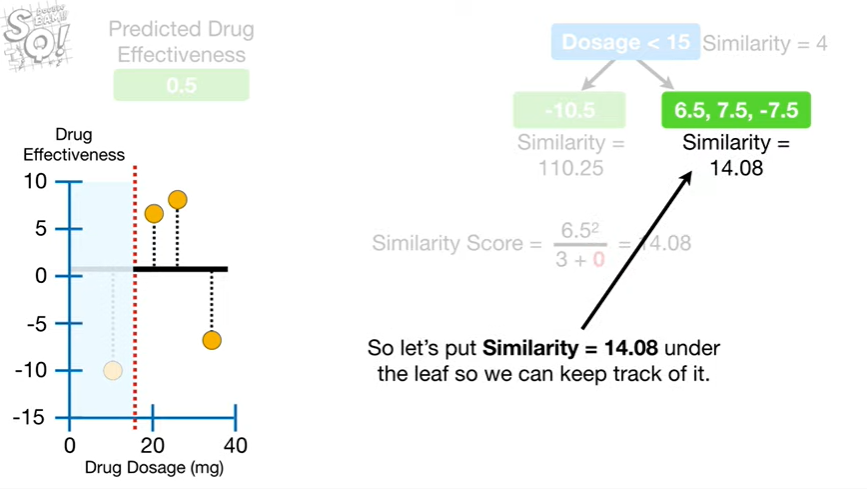 SQ!
Predicted Drug
Effectiveness
0.5
Dosage < 15
Similarity = 4
-10.5
6.5, 7.5, -7.5
Similarity =
110.25
Similarity =
14.08
Similarity Score = 6.5² / 3 + 0 = 14.08
So let's put Similarity = 14.08 under
the leaf so we can keep track of it.
Drug
Effectiveness
10
5
0
-5
-10
-15
0 20 40
Drug Dosage (mg)